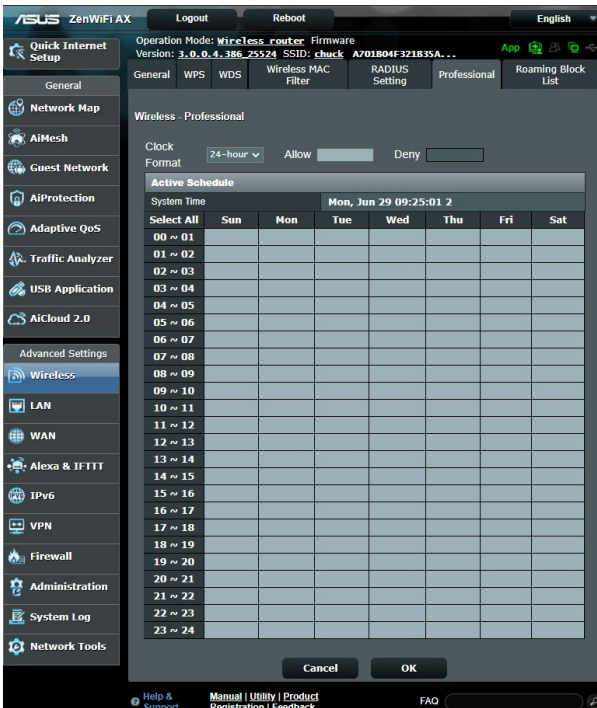 ASUS ZenWiFi AX Logout Reboot English
Quick Internet Setup
General
Network Map
AiMesh
Guest Network
AiProtection
Adaptive QoS
Traffic Analyzer
USB Application
AiCloud 2.0
Advanced Settings
Wireless
LAN
WAN
Alexa & IFTTT
IPv6
VPN
Firewall
Administration
System Log
Network Tools
Operation Mode: Wireless router Firmware
Version: 3.0.0.4.386_25524 SSID: chuck A701B04F321B35A...
App
General WPS WDS Wireless MAC Filter RADIUS Setting Professional Roaming Block List
Wireless - Professional
Clock Format 24-hour Allow Deny
Active Schedule
System Time Mon, Jun 29 09:25:01 2
Select All Sun Mon Tue Wed Thu Fri Sat
00 ~ 01
01 ~ 02
02 ~ 03
03 ~ 04
04 ~ 05
05 ~ 06
06 ~ 07
07 ~ 08
08 ~ 09
09 ~ 10
10 ~ 11
11 ~ 12
12 ~ 13
13 ~ 14
14 ~ 15
15 ~ 16
16 ~ 17
17 ~ 18
18 ~ 19
19 ~ 20
20 ~ 21
21 ~ 22
22 ~ 23
23 ~ 24
Cancel OK
Help & Support Manual | Utility | Product Registration | Feedback FAQ